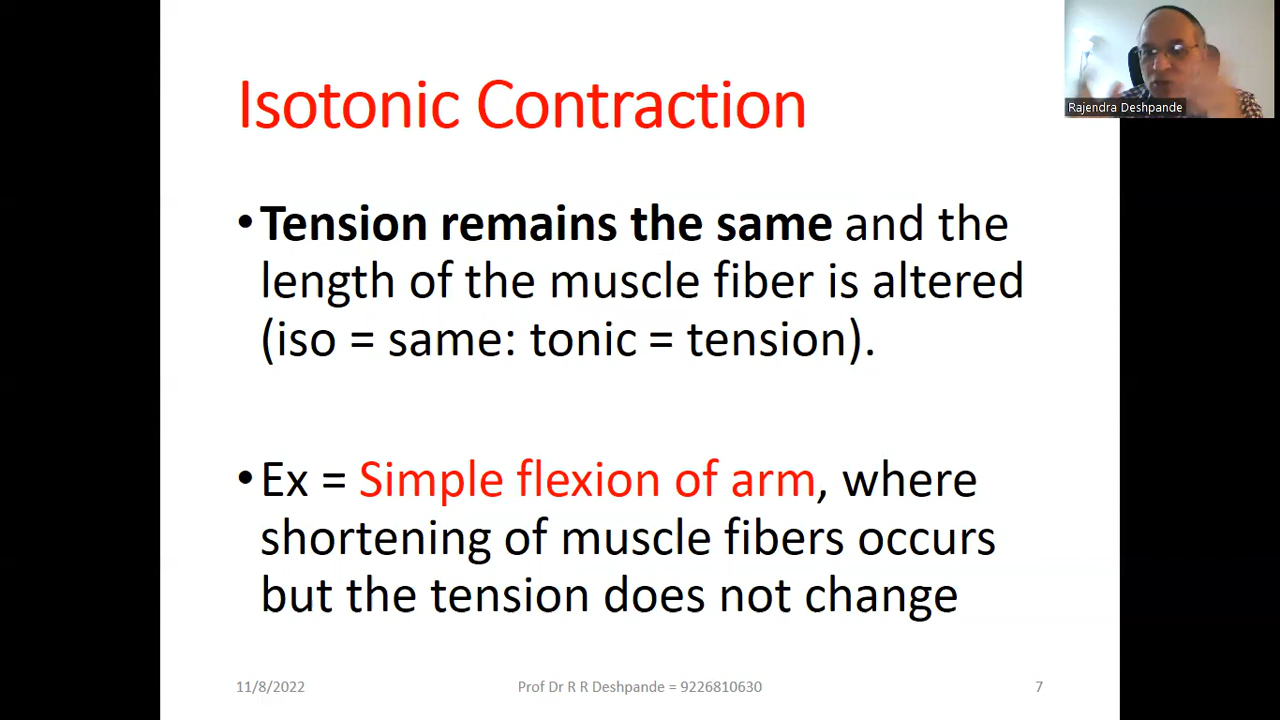 Isotonic Contraction
Rajendra Deshpande
•Tension remains the same and the
length of the muscle fiber is altered
(iso = same: tonic = tension).
•Ex = Simple flexion of arm, where
shortening of muscle fibers occurs
but the tension does not change
11/8/2022 Prof Dr R R Deshpande = 9226810630 7